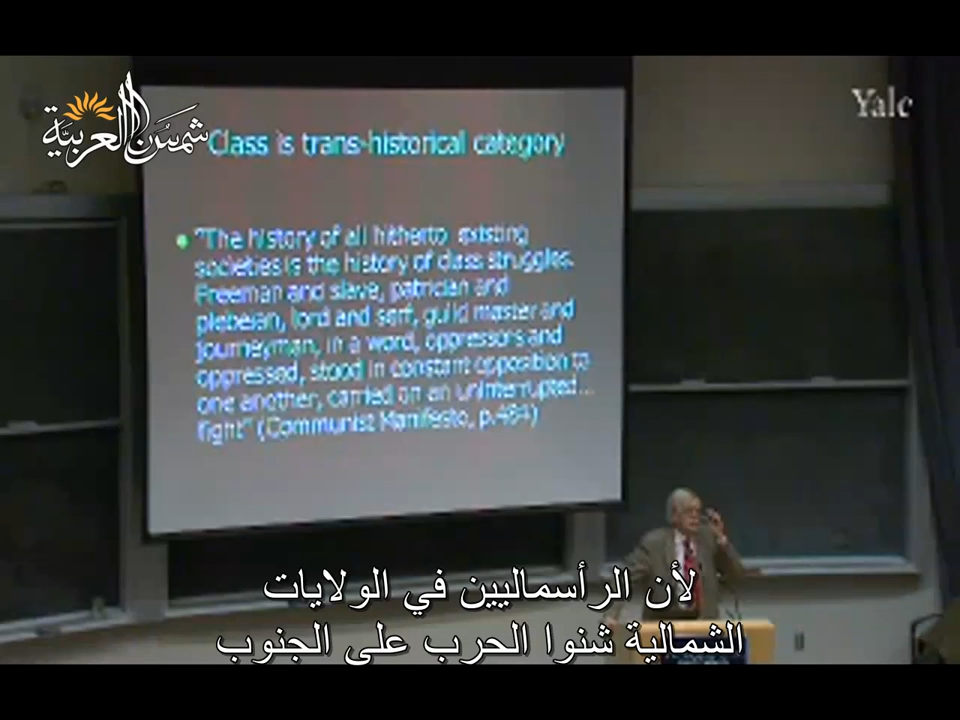 شمس العربية
Yale
Class is trans-historical category
"The history of all hitherto existing
societies is the history of class struggles.
Freeman and slave, patrician and
plebeian, lord and serf, guild master and
journeyman, in a word, oppressors and
oppressed, stood in constant opposition to
one another, carried on an uninterrupted...
fight" (Communist Manifesto, p.484)
لأن الرأسماليين في الولايات
الشمالية شنوا الحرب على الجنوب